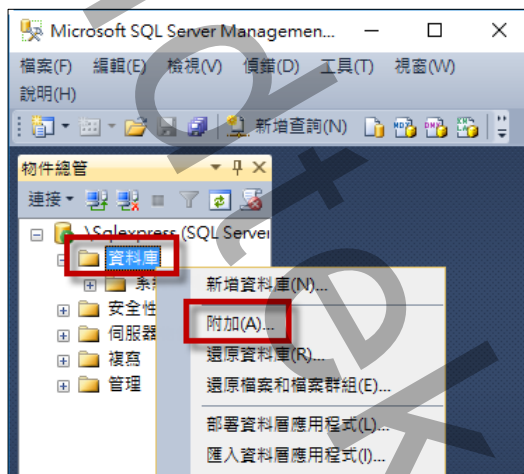 Microsoft SQL Server Managemen...
檔案(F) 編輯(E) 檢視(V) 偵錯(D) 工具(T) 視窗(W)
說明(H)
新增查詢(N)
物件總管
連接
.\Sqlexpress (SQL Server
資料庫
安全性
伺服器
複寫
管理
新增資料庫(N)...
附加(A)...
還原資料庫(R)...
還原檔案和檔案群組(E)...
部署資料層應用程式(L)...
匯入資料層應用程式(I)...